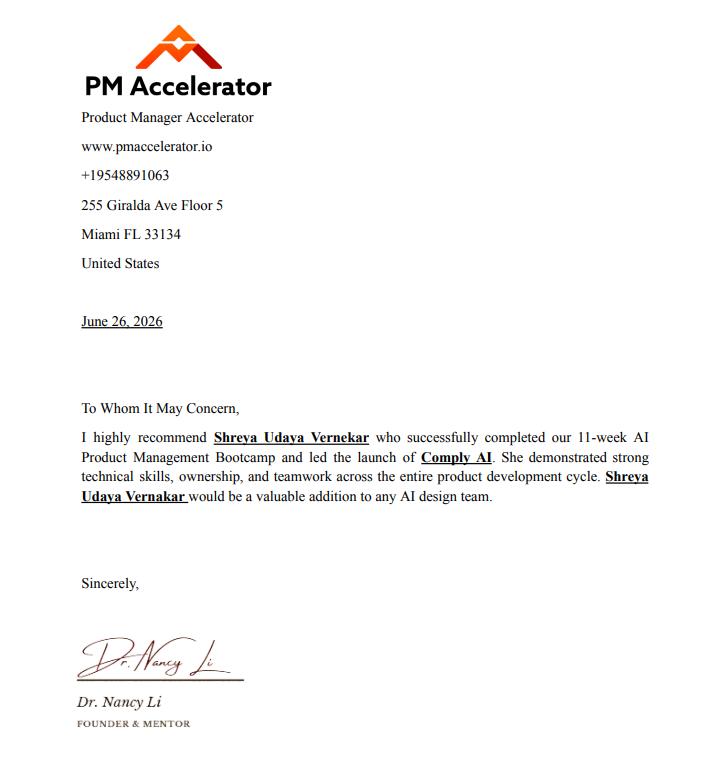 PM Accelerator
Product Manager Accelerator
www.pmaccelerator.io
+19548891063
255 Giralda Ave Floor 5
Miami FL 33134
United States
June 26, 2026
To Whom It May Concern,
I highly recommend Shreya Udaya Vernekar who successfully completed our 11-week AI
Product Management Bootcamp and led the launch of Comply AI. She demonstrated strong
technical skills, ownership, and teamwork across the entire product development cycle. Shreya
Udaya Vernakar would be a valuable addition to any AI design team.
Sincerely,
Dr. Nancy Li
Dr. Nancy Li
FOUNDER & MENTOR